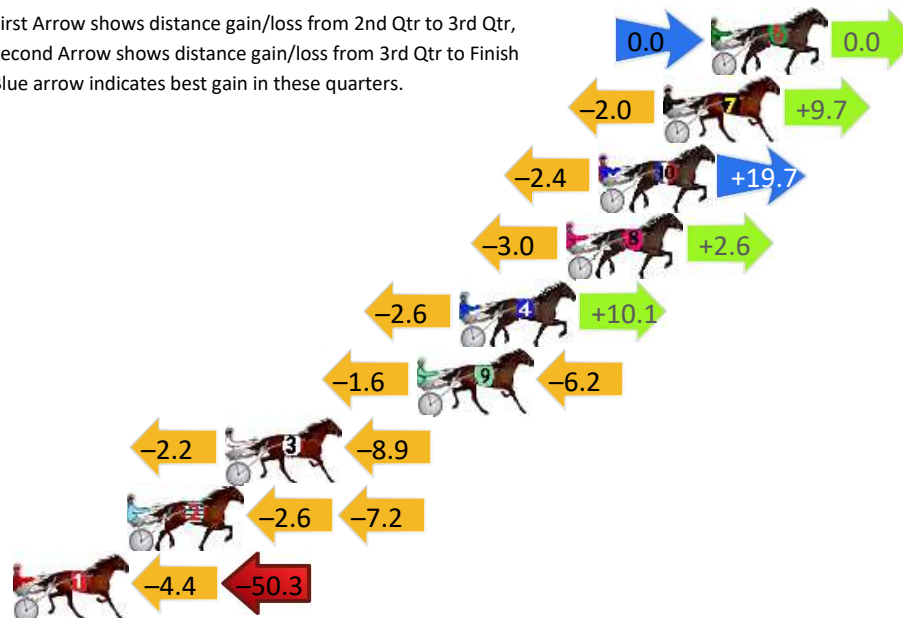 irst Arrow shows distance gain/loss from 2nd Qtr to 3rd Qtr,
econd Arrow shows distance gain/loss from 3rd Qtr to Finish
lue arrow indicates best gain in these quarters.
0.0 5 0.0
–2.0 7 +9.7
–2.4 10 +19.7
–3.0 8 +2.6
–2.6 4 +10.1
–1.6 9 –6.2
–2.2 3 –8.9
2 –2.6 –7.2
1 –4.4 –50.3